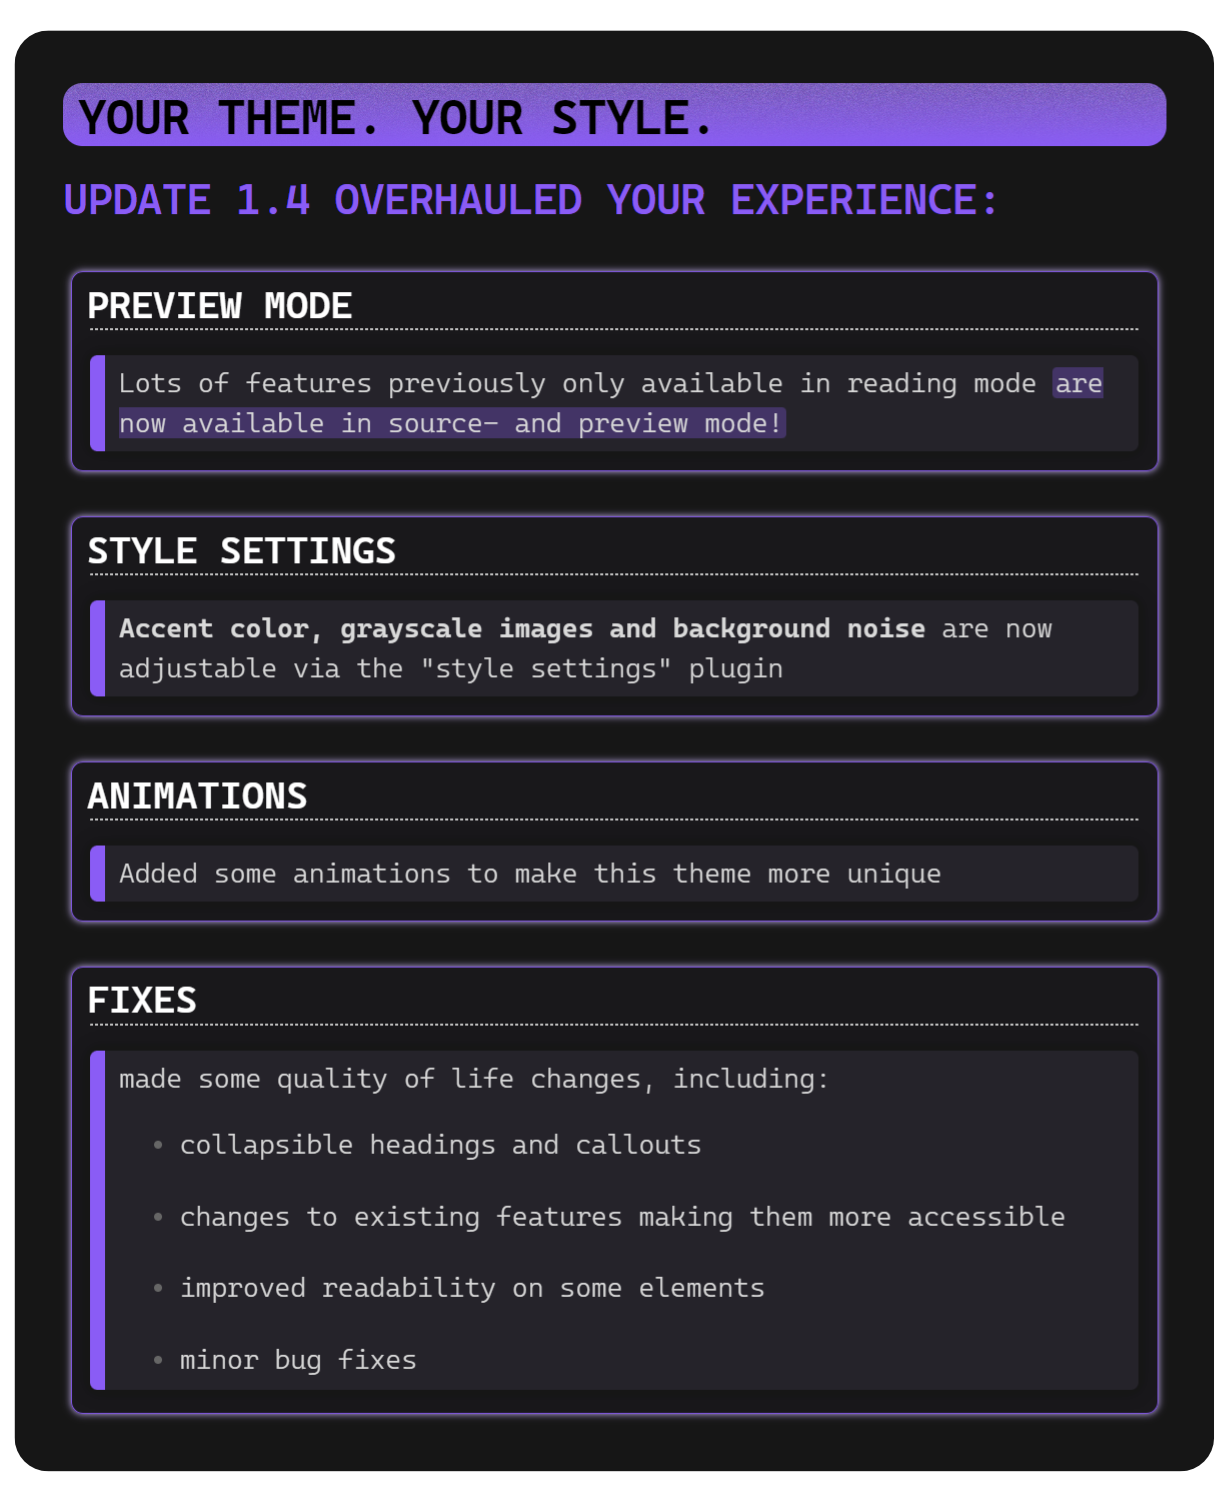 YOUR THEME. YOUR STYLE.
UPDATE 1.4 OVERHAULED YOUR EXPERIENCE:
PREVIEW MODE
Lots of features previously only available in reading mode are
now available in source- and preview mode!
STYLE SETTINGS
Accent color, grayscale images and background noise are now
adjustable via the "style settings" plugin
ANIMATIONS
Added some animations to make this theme more unique
FIXES
made some quality of life changes, including:
• collapsible headings and callouts
• changes to existing features making them more accessible
• improved readability on some elements
• minor bug fixes